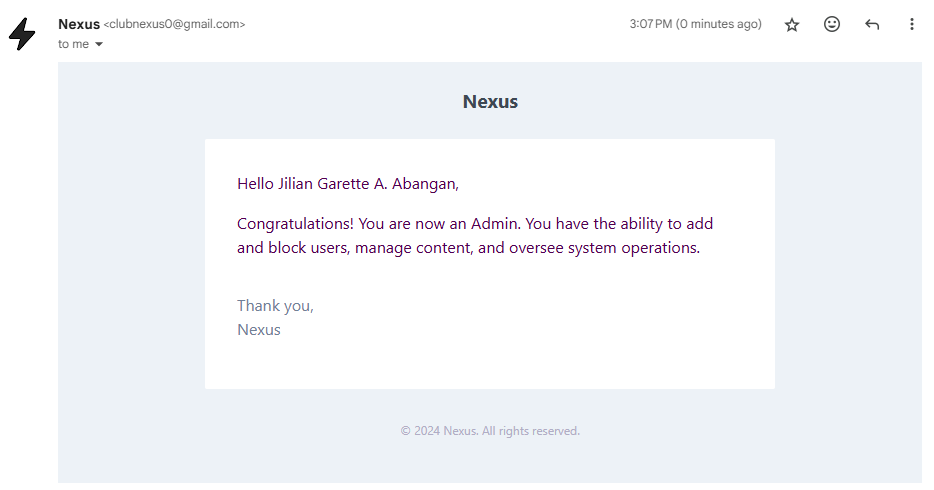 Nexus <clubnexus0@gmail.com>
3:07 PM (0 minutes ago)
to me
Nexus
Hello Jilian Garette A. Abangan,
Congratulations! You are now an Admin. You have the ability to add
and block users, manage content, and oversee system operations.
Thank you,
Nexus
© 2024 Nexus. All rights reserved.